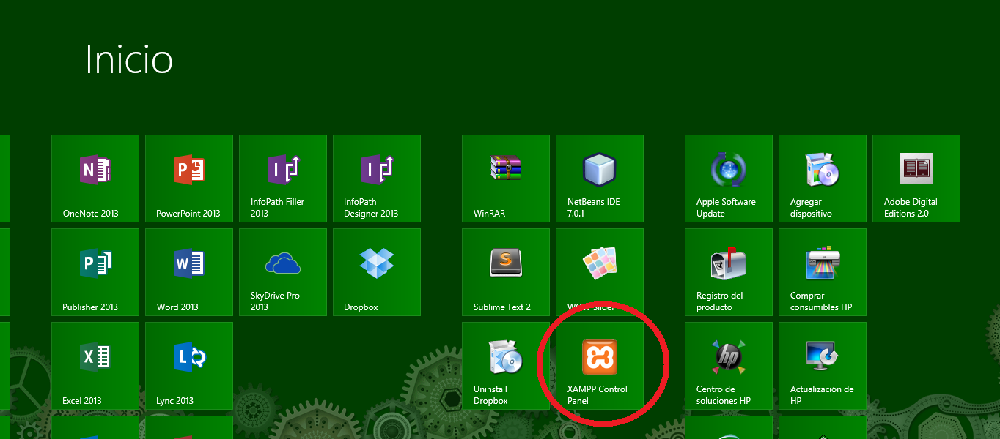 Inicio
OneNote 2013
PowerPoint 2013
InfoPath Filler
2013
InfoPath
Designer 2013
WinRAR
NetBeans IDE
7.0.1
Apple Software
Update
Agregar
dispositivo
Adobe Digital
Editions 2.0
Publisher 2013
Word 2013
SkyDrive Pro
2013
Dropbox
Sublime Text 2
Slider
Registro del
producto
Comprar
consumibles HP
Excel 2013
Lync 2013
Uninstall
Dropbox
XAMPP Control
Panel
Centro de
soluciones HP
Actualización de
HP